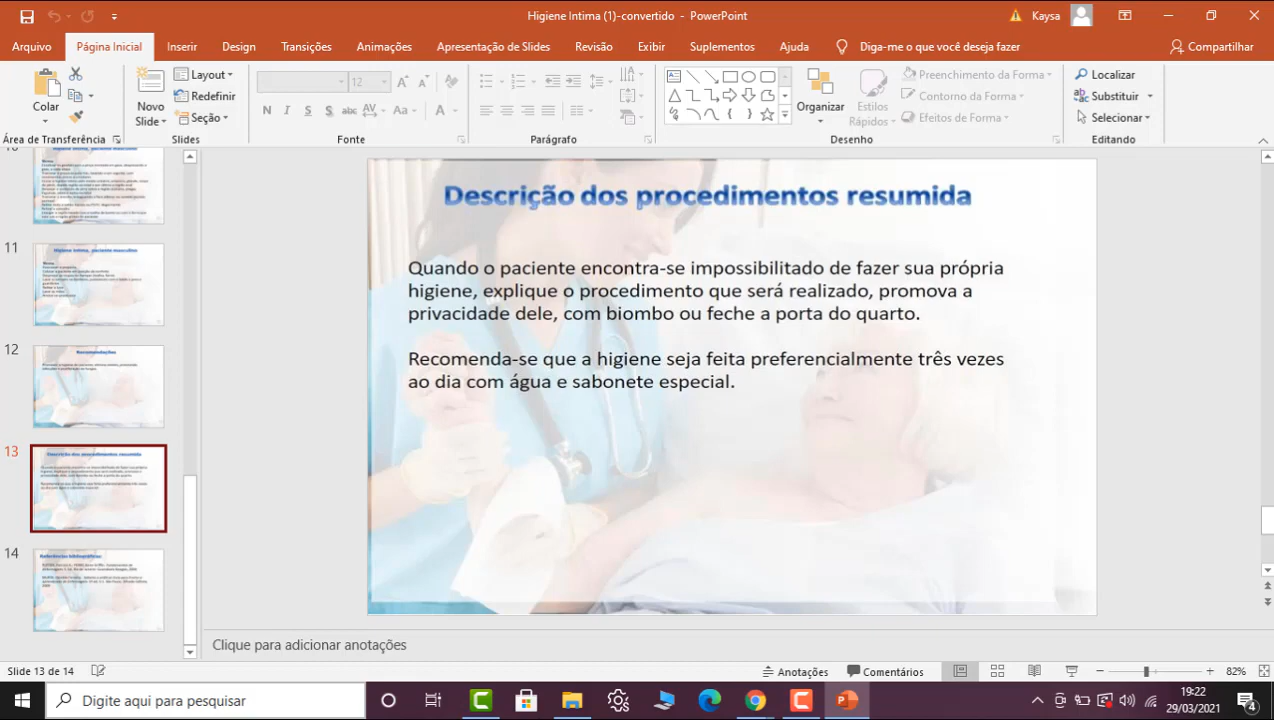 Higiene Intima (1)-convertido - PowerPoint
Kaysa
Arquivo
Página Inicial
Inserir
Design
Transições
Animações
Apresentação de Slides
Revisão
Exibir
Suplementos
Ajuda
Diga-me o que você deseja fazer
Compartilhar
Colar
Novo
Slide
Layout
Redefinir
Seção
12
N
I
S
S
abc
AV
Aa
A
Organizar
Estilos
Rápidos
Preenchimento da Forma
Contorno da Forma
Efeitos de Forma
Localizar
Substituir
Selecionar
Área de Transferência
Slides
Fonte
Parágrafo
Desenho
Editando
11
Higiene íntima, paciente masculino
12
Recomendações
13
Descrição dos procedimentos resumida
14
Referências bibliográficas:
Descrição dos procedimentos resumida
Quando o paciente encontra-se impossibilitado de fazer sua própria
higiene, explique o procedimento que será realizado, promova a
privacidade dele, com biombo ou feche a porta do quarto.
Recomenda-se que a higiene seja feita preferencialmente três vezes
ao dia com água e sabonete especial.
Clique para adicionar anotações
Slide 13 de 14
Anotações
Comentários
82%
Digite aqui para pesquisar
19:22
29/03/2021
4